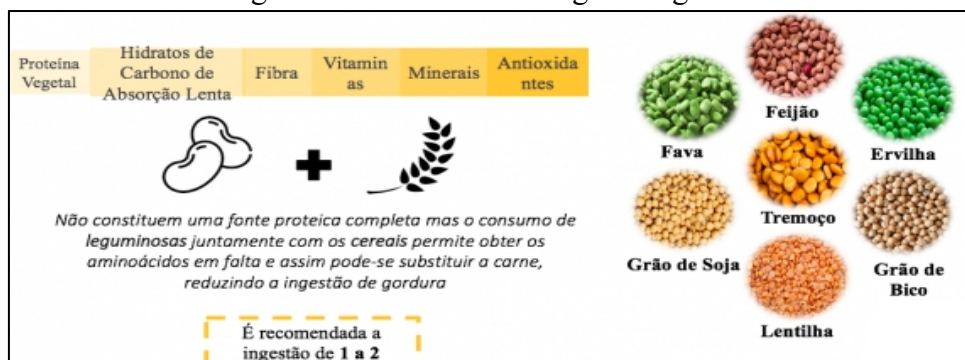 Proteína
Vegetal
Hidratos de
Carbono de
Absorção Lenta
Fibra
Vitamin
as
Minerais
Antioxida
ntes
Não constituem uma fonte proteica completa mas o consumo de
leguminosas juntamente com os cereais permite obter os
aminoácidos em falta e assim pode-se substituir a carne,
reduzindo a ingestão de gordura
É recomendada a
ingestão de 1 a 2
Feijão
Fava
Ervilha
Tremoço
Grão de Soja
Grão de
Bico
Lentilha